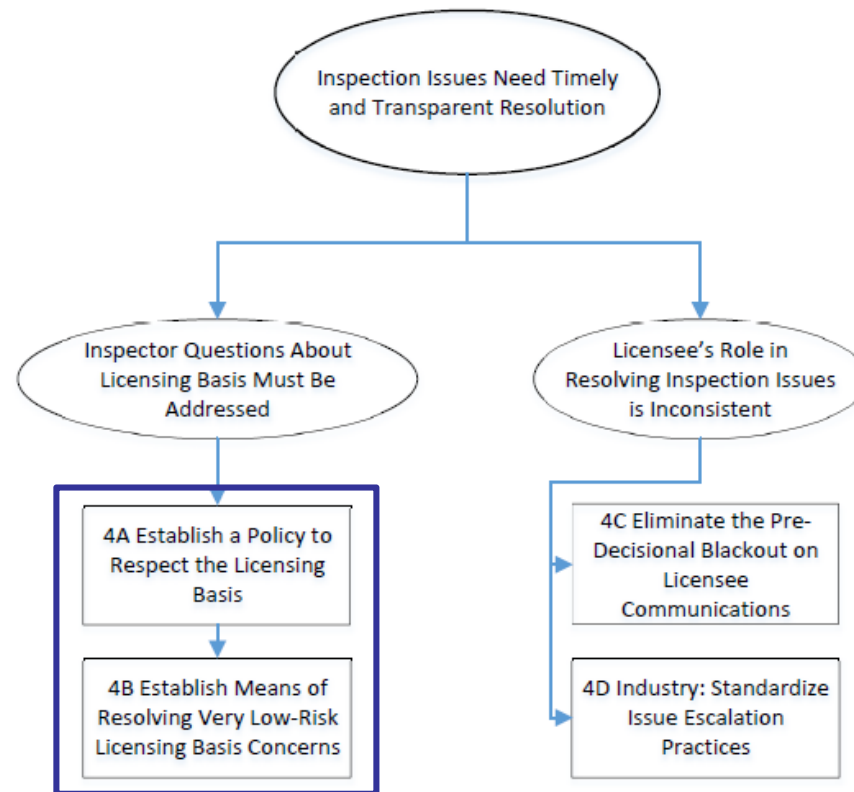 Inspection Issues Need Timely
and Transparent Resolution
Inspector Questions About
Licensing Basis Must Be
Addressed
Licensee’s Role in
Resolving Inspection Issues
is Inconsistent
4A Establish a Policy to
Respect the Licensing
Basis
4B Establish Means of
Resolving Very Low-Risk
Licensing Basis Concerns
4C Eliminate the Pre-
Decisional Blackout on
Licensee
Communications
4D Industry: Standardize
Issue Escalation
Practices